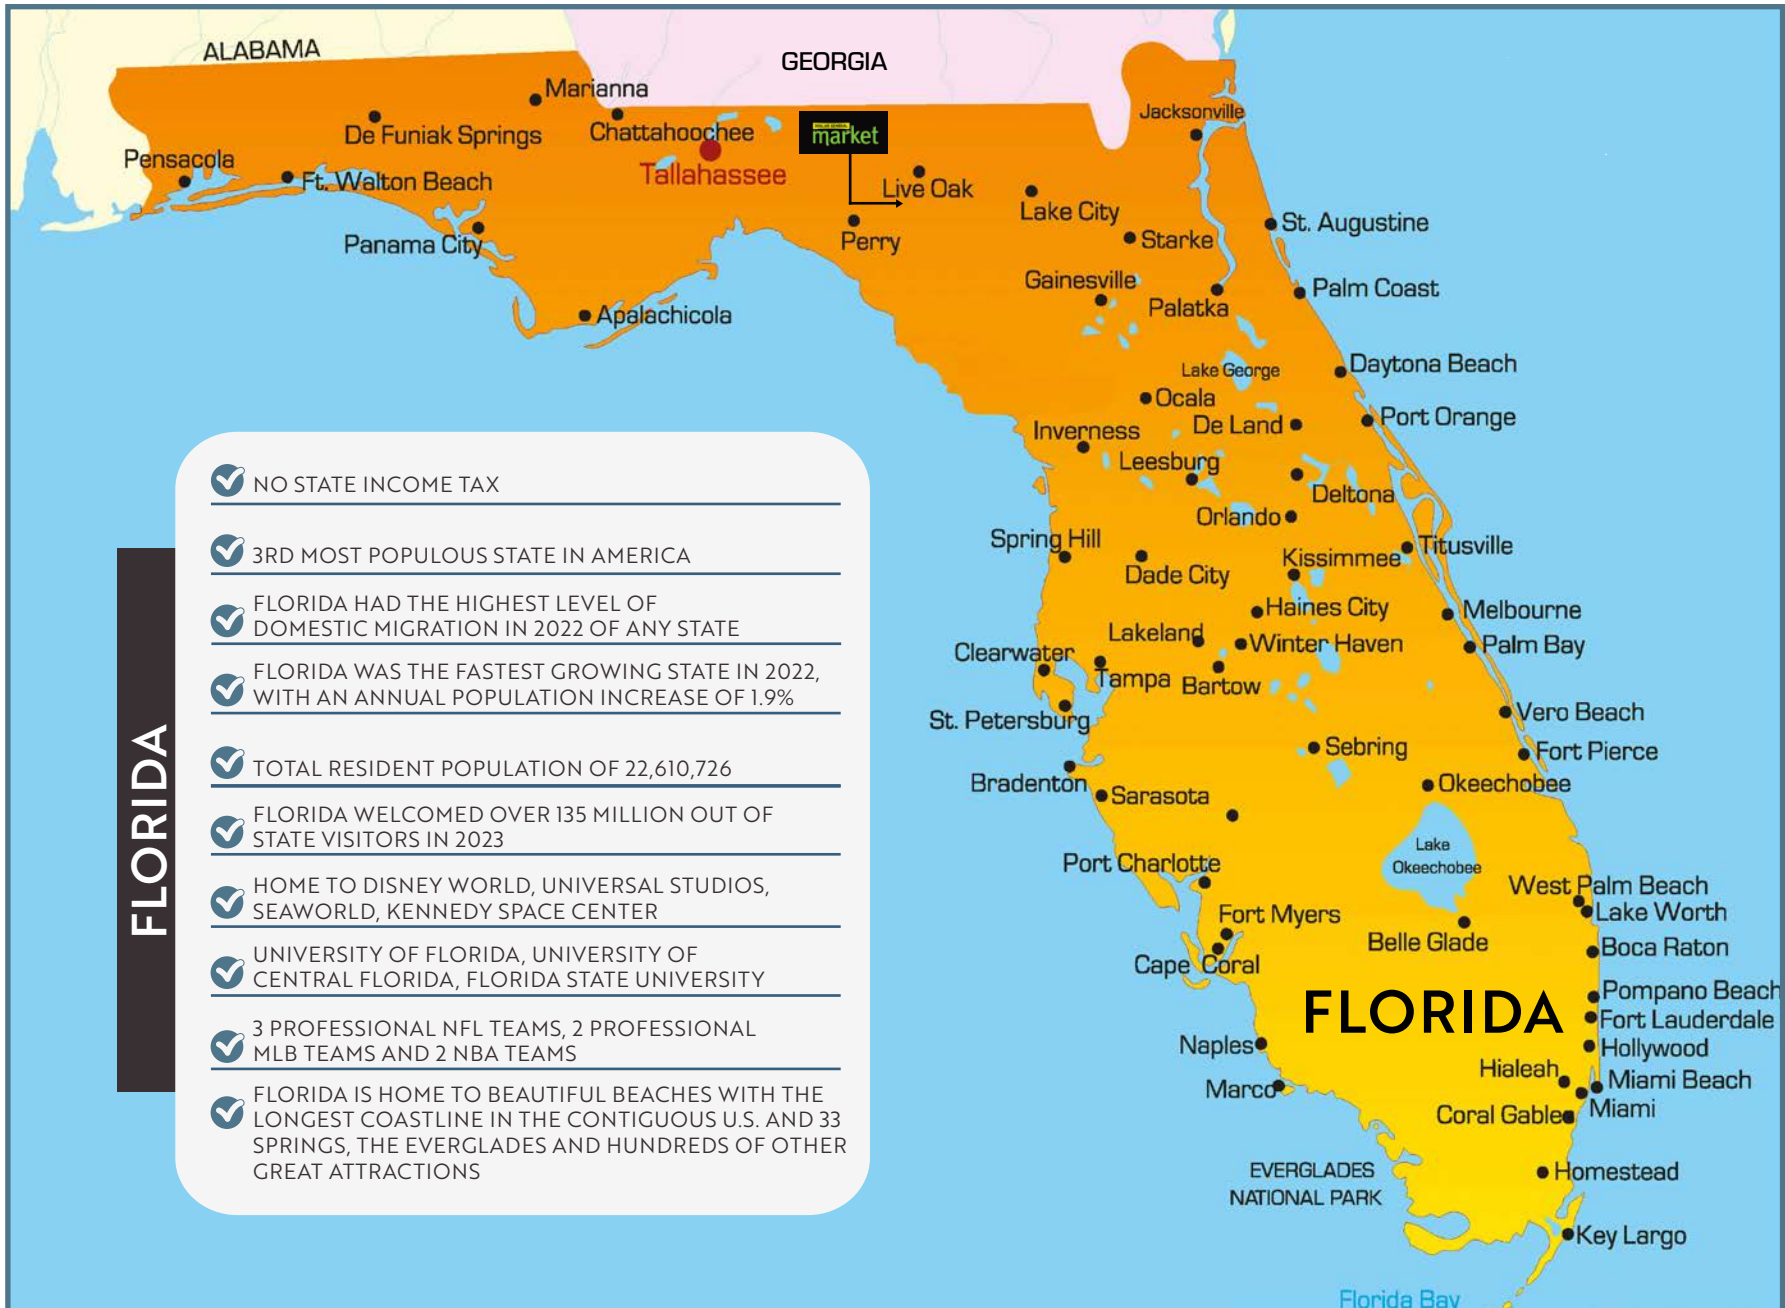 ALABAMA
GEORGIA
Marianna
De Funiak Springs
Chattahoochee
market
Jacksonville
Pensacola
Ft. Walton Beach
Tallahassee
Live Oak
Lake City
Panama City
Perry
Starke
St. Augustine
Gainesville
Palatka
Palm Coast
Apalachicola
Lake George
Daytona Beach
Ocala
De Land
Port Orange
Inverness
Leesburg
Deltona
Orlando
Spring Hill
Dade City
Kissimmee
Titusville
Haines City
Melbourne
Lakeland
Winter Haven
Palm Bay
Clearwater
Tampa
Bartow
St. Petersburg
Vero Beach
Sebring
Fort Pierce
Bradenton
Sarasota
Okeechobee
Lake
Okeechobee
Port Charlotte
West Palm Beach
Lake Worth
Fort Myers
Belle Glade
Boca Raton
Cape Coral
FLORIDA
Pompano Beach
Fort Lauderdale
Naples
Hollywood
Hialeah
Marco
Miami Beach
Coral Gable
Miami
EVERGLADES
NATIONAL PARK
Homestead
Key Largo
Florida Bay
FLORIDA
NO STATE INCOME TAX
3RD MOST POPULOUS STATE IN AMERICA
FLORIDA HAD THE HIGHEST LEVEL OF
DOMESTIC MIGRATION IN 2022 OF ANY STATE
FLORIDA WAS THE FASTEST GROWING STATE IN 2022,
WITH AN ANNUAL POPULATION INCREASE OF 1.9%
TOTAL RESIDENT POPULATION OF 22,610,726
FLORIDA WELCOMED OVER 135 MILLION OUT OF
STATE VISITORS IN 2023
HOME TO DISNEY WORLD, UNIVERSAL STUDIOS,
SEAWORLD, KENNEDY SPACE CENTER
UNIVERSITY OF FLORIDA, UNIVERSITY OF
CENTRAL FLORIDA, FLORIDA STATE UNIVERSITY
3 PROFESSIONAL NFL TEAMS, 2 PROFESSIONAL
MLB TEAMS AND 2 NBA TEAMS
FLORIDA IS HOME TO BEAUTIFUL BEACHES WITH THE
LONGEST COASTLINE IN THE CONTIGUOUS U.S. AND 33
SPRINGS, THE EVERGLADES AND HUNDREDS OF OTHER
GREAT ATTRACTIONS